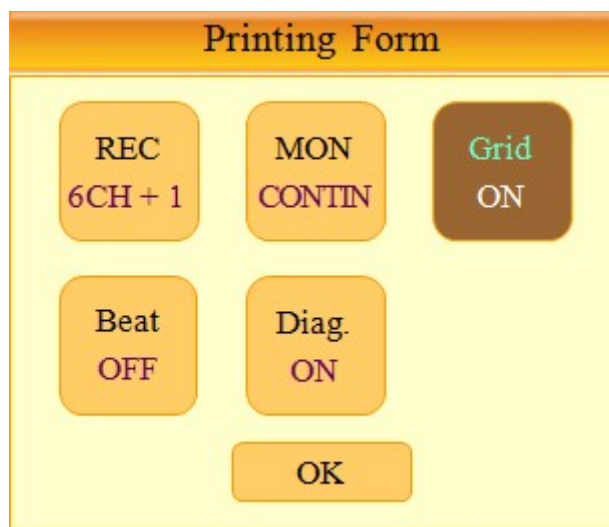 Printing Form
REC
6CH + 1
MON
CONTIN
Grid
ON
Beat
OFF
Diag.
ON
OK